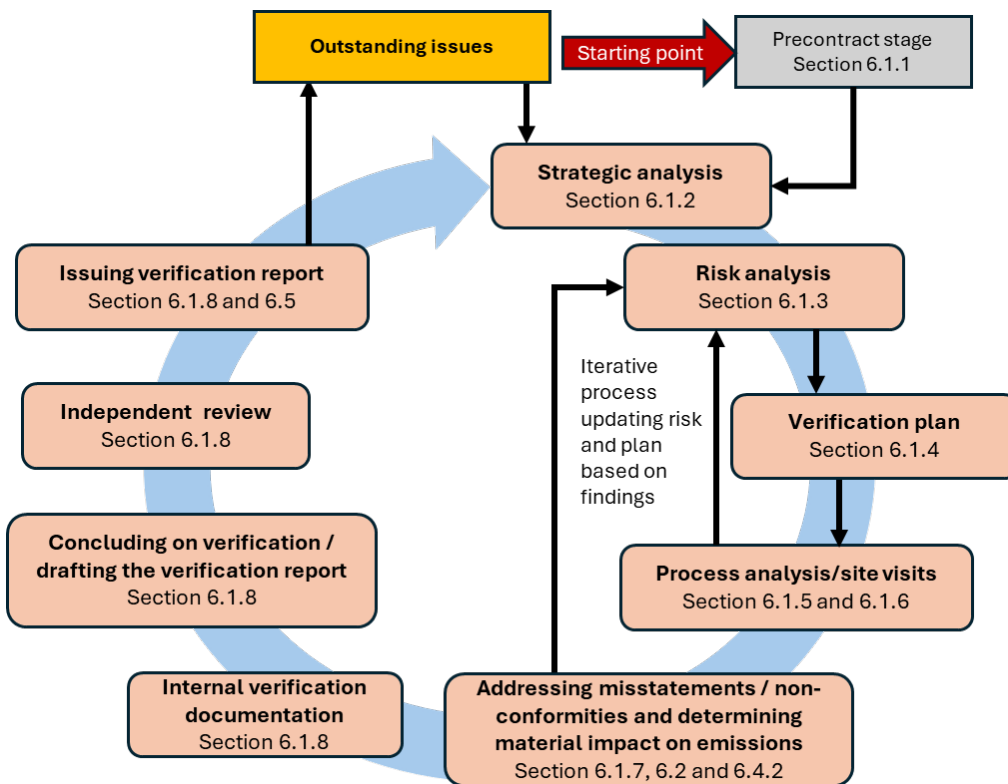 Outstanding issues
Starting point
Precontract stage
Section 6.1.1
Strategic analysis
Section 6.1.2
Risk analysis
Section 6.1.3
Iterative
process
updating risk
and plan
based on
findings
Verification plan
Section 6.1.4
Process analysis/site visits
Section 6.1.5 and 6.1.6
Addressing misstatements / non-
conformities and determining
material impact on emissions
Section 6.1.7, 6.2 and 6.4.2
Internal verification
documentation
Section 6.1.8
Concluding on verification /
drafting the verification report
Section 6.1.8
Independent review
Section 6.1.8
Issuing verification report
Section 6.1.8 and 6.5